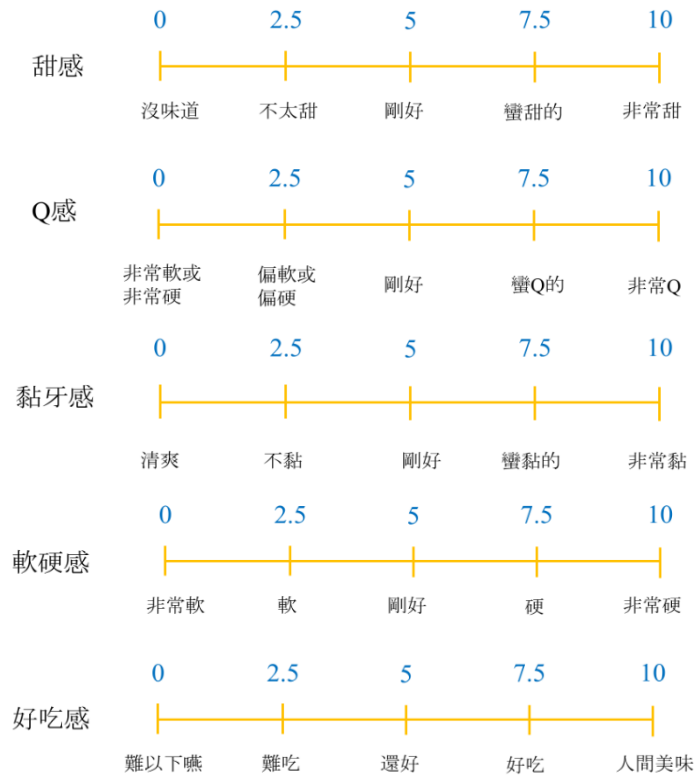 0 2.5 5 7.5 10
甜感
沒味道 不太甜 剛好 蠻甜的 非常甜
0 2.5 5 7.5 10
Q感
非常軟或 偏軟或 剛好 蠻Q的 非常Q
非常硬 偏硬
0 2.5 5 7.5 10
黏牙感
清爽 不黏 剛好 蠻黏的 非常黏
0 2.5 5 7.5 10
軟硬感
非常軟 軟 剛好 硬 非常硬
0 2.5 5 7.5 10
好吃感
難以下嚥 難吃 還好 好吃 人間美味